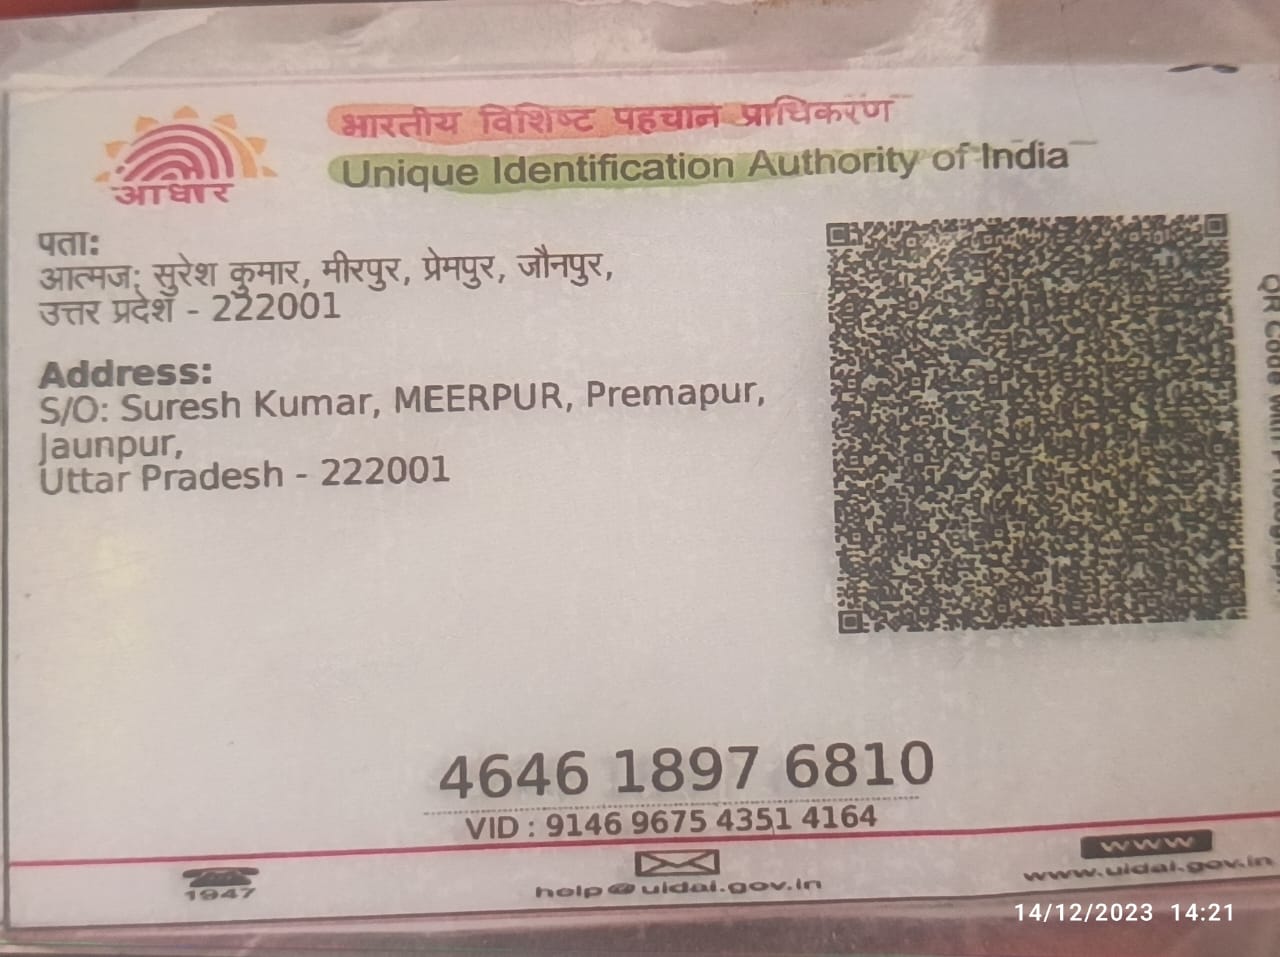 भारतीय विशिष्ट पहचान प्राधिकरण
Unique Identification Authority of India
आधार
पता:
आत्मज: सुरेश कुमार, मीरपुर, प्रेमपुर, जौनपुर,
उत्तर प्रदेश - 222001
Address:
S/O: Suresh Kumar, MEERPUR, Premapur,
Jaunpur,
Uttar Pradesh - 222001
4646 1897 6810
VID : 9146 9675 4351 4164
1947
help@uidai.gov.in
WWW
www.uidai.gov.in
14/12/2023 14:21